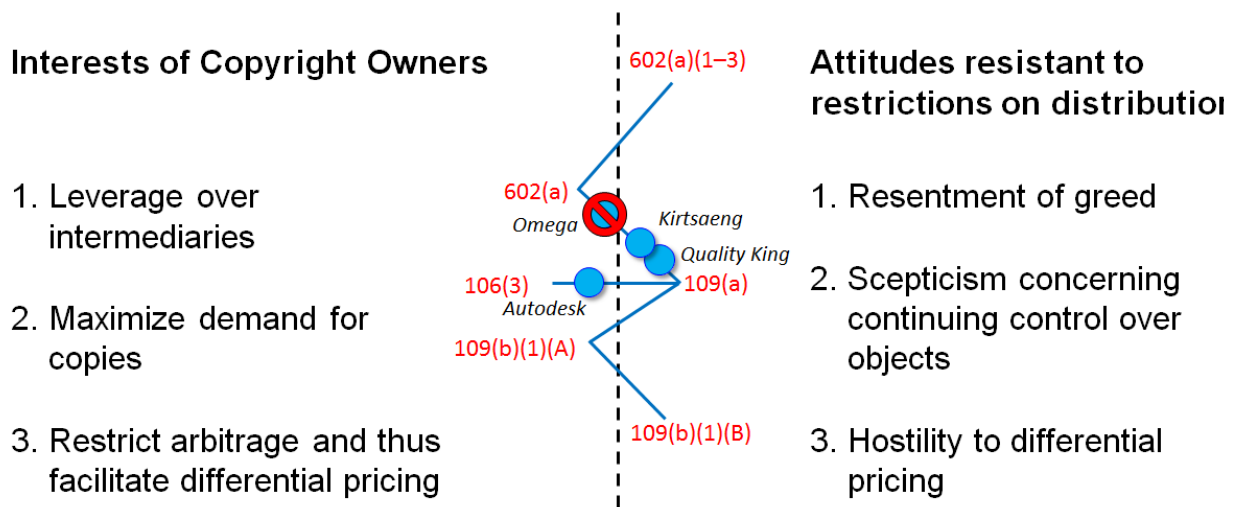 Interests of Copyright Owners
1. Leverage over
intermediaries
2. Maximize demand for
copies
3. Restrict arbitrage and thus
facilitate differential pricing
602(a)(1–3)
602(a)
Omega
Kirtsaeng
Quality King
106(3)
109(a)
Autodesk
109(b)(1)(A)
109(b)(1)(B)
Attitudes resistant to
restrictions on distribution
1. Resentment of greed
2. Scepticism concerning
continuing control over
objects
3. Hostility to differential
pricing